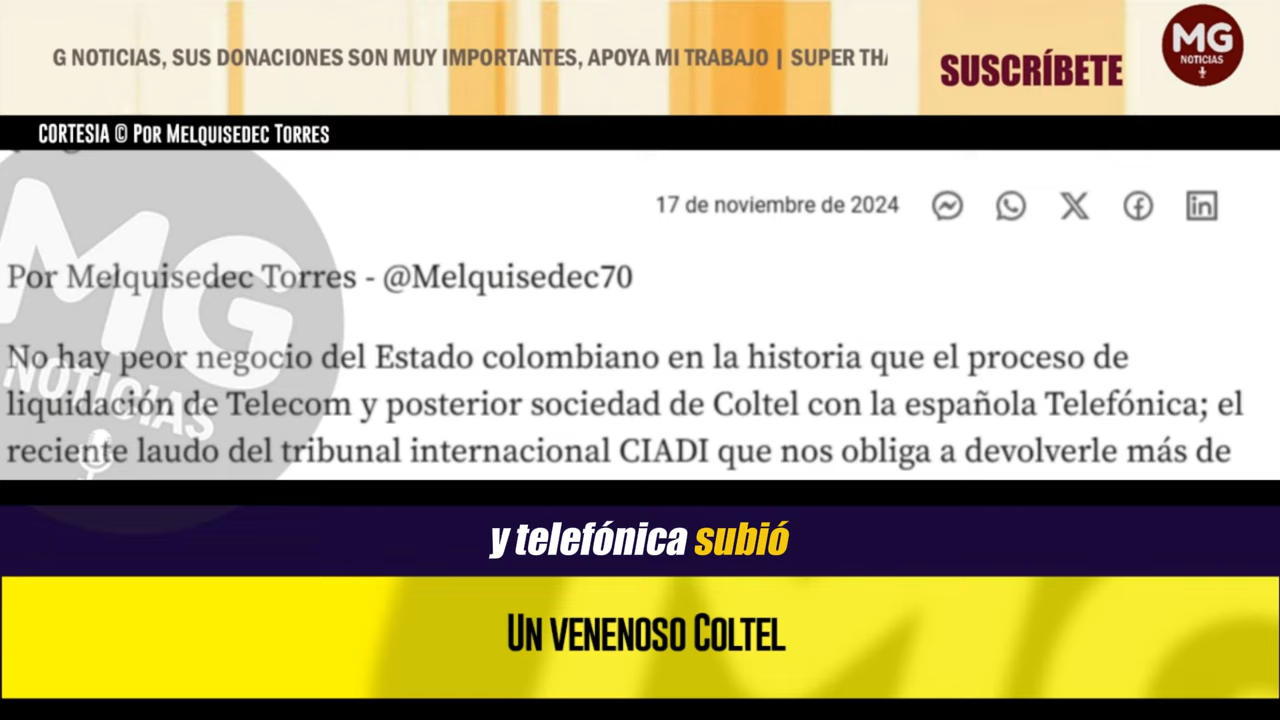 G NOTICIAS, SUS DONACIONES SON MUY IMPORTANTES, APOYA MI TRABAJO | SUPER
SUSCRÍBETE
MG
NOTICIAS
CORTESIA © POR MELQUISEDEC TORRES
17 de noviembre de 2024
Por Melquisedec Torres - @Melquisedec70
No hay peor negocio del Estado colombiano en la historia que el proceso de
liquidación de Telecom y posterior sociedad de Coltel con la española Telefónica; el
reciente laudo del tribunal internacional CIADI que nos obliga a devolverle más de
MG
NOTICIAS
y telefónica subió
UN VENENOSO COLTEL